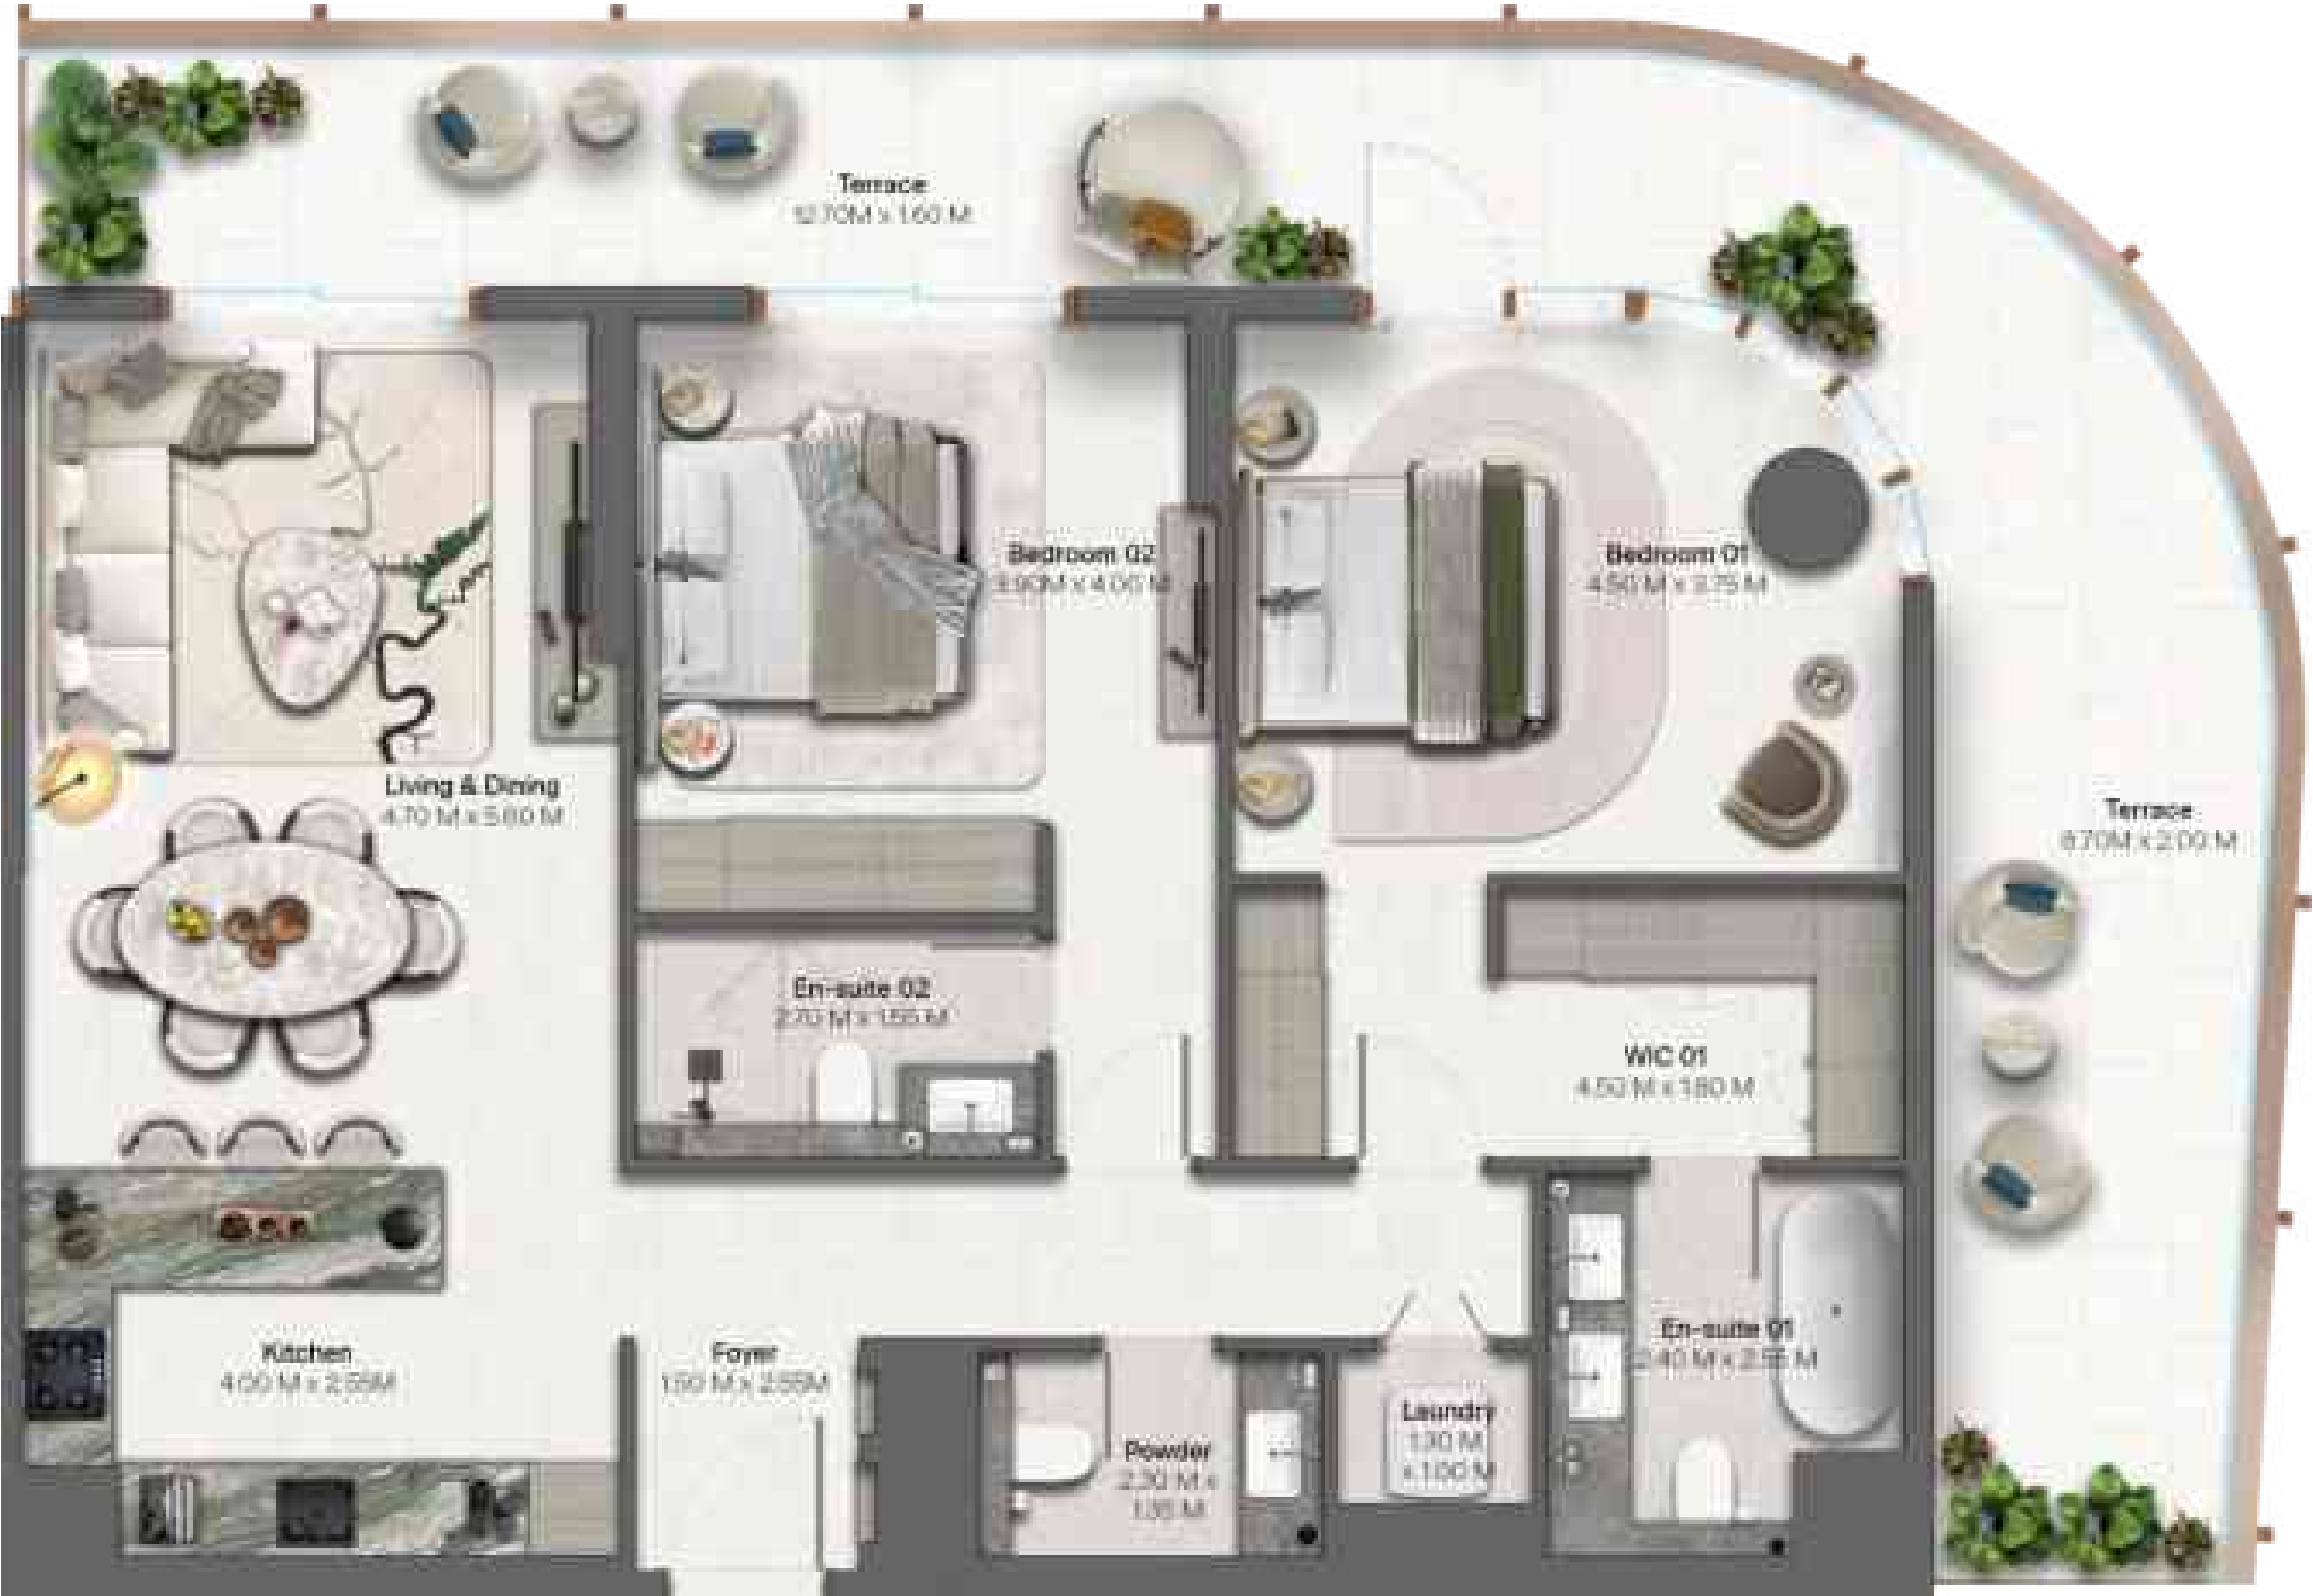 Terrace
12.70M x 1.60 M
Bedroom 02
3.90M x 4.00 M
Bedroom 01
4.50 M x 3.75 M
Living & Dining
4.70 M x 5.60 M
Terrace
8.70M x 2.00 M
En-suite 02
2.70 M x 1.55 M
WIC 01
4.50 M x 1.80 M
Kitchen
4.00 M x 2.55M
Foyer
1.50 M x 2.55M
En-suite 01
2.40 M x 2.55 M
Laundry
1.30 M
x 1.00 M
Powder
2.30 M x
1.35 M